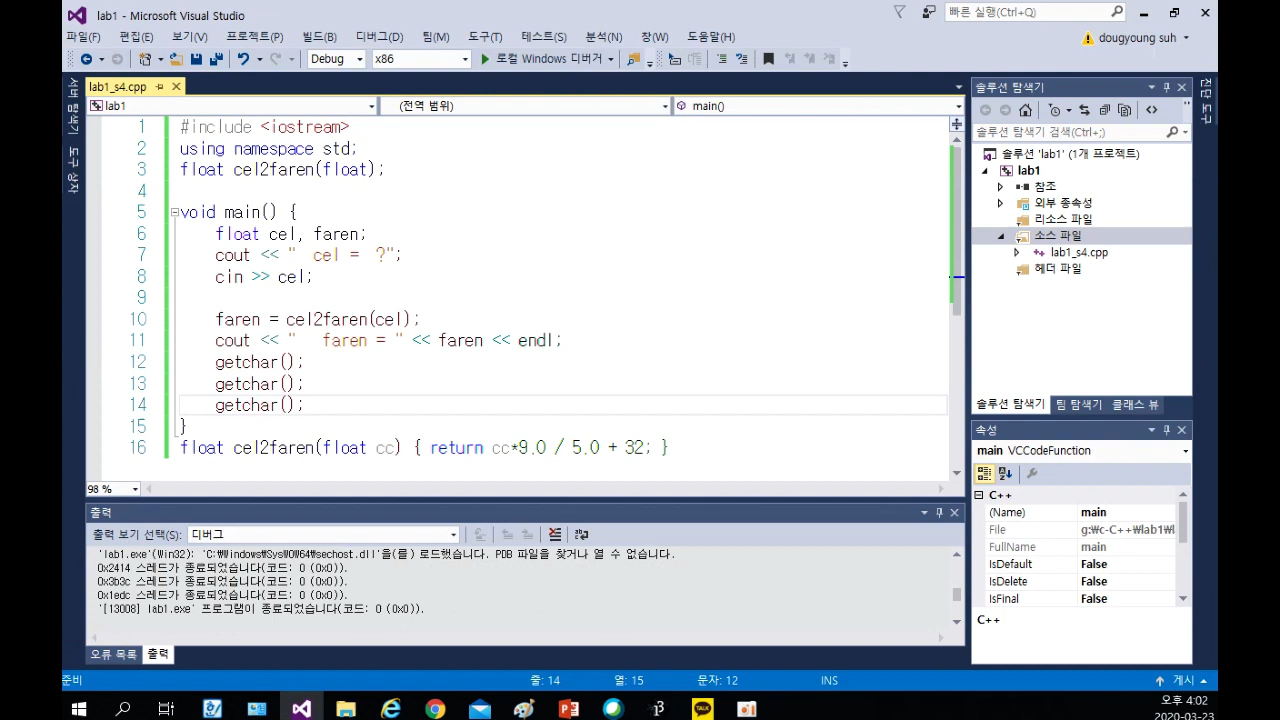 lab1 - Microsoft Visual Studio
빠른 실행(Ctrl+Q)
파일(F) 편집(E) 보기(V) 프로젝트(P) 빌드(B) 디버그(D) 팀(M) 도구(T) 테스트(S) 분석(N) 창(W) 도움말(H)
dougyoung suh
Debug x86 로컬 Windows 디버거
서버 탐색기
도구 상자
lab1_s4.cpp
lab1 (전역 범위) main()
1 #include <iostream>
2 using namespace std;
3 float cel2faren(float);
4
5 void main() {
6 float cel, faren;
7 cout << "  cel =  ?";
8 cin >> cel;
9
10 faren = cel2faren(cel);
11 cout << "   faren = " << faren << endl;
12 getchar();
13 getchar();
14 getchar();
15 }
16 float cel2faren(float cc) { return cc*9.0 / 5.0 + 32; }
98 %
출력
출력 보기 선택(S): 디버그
'lab1.exe'(Win32): 'C:\Windows\SysWOW64\sechost.dll'을(를) 로드했습니다. PDB 파일을 찾거나 열 수 없습니다.
0x2414 스레드가 종료되었습니다(코드: 0 (0x0)).
0x3b3c 스레드가 종료되었습니다(코드: 0 (0x0)).
0x1edc 스레드가 종료되었습니다(코드: 0 (0x0)).
'[13008] lab1.exe' 프로그램이 종료되었습니다(코드: 0 (0x0)).
오류 목록 출력
솔루션 탐색기
솔루션 탐색기 검색(Ctrl+;)
솔루션 'lab1' (1개 프로젝트)
lab1
참조
외부 종속성
리소스 파일
소스 파일
lab1_s4.cpp
헤더 파일
솔루션 탐색기 팀 탐색기 클래스 뷰
속성
main VCCodeFunction
C++
(Name) main
File g:\c-C++\lab1\l
FullName main
IsDefault False
IsDelete False
IsFinal False
C++
진단 도구
준비 줄: 14 열: 15 문자: 12 INS 게시
TALK
오후 4:02
2020-03-23